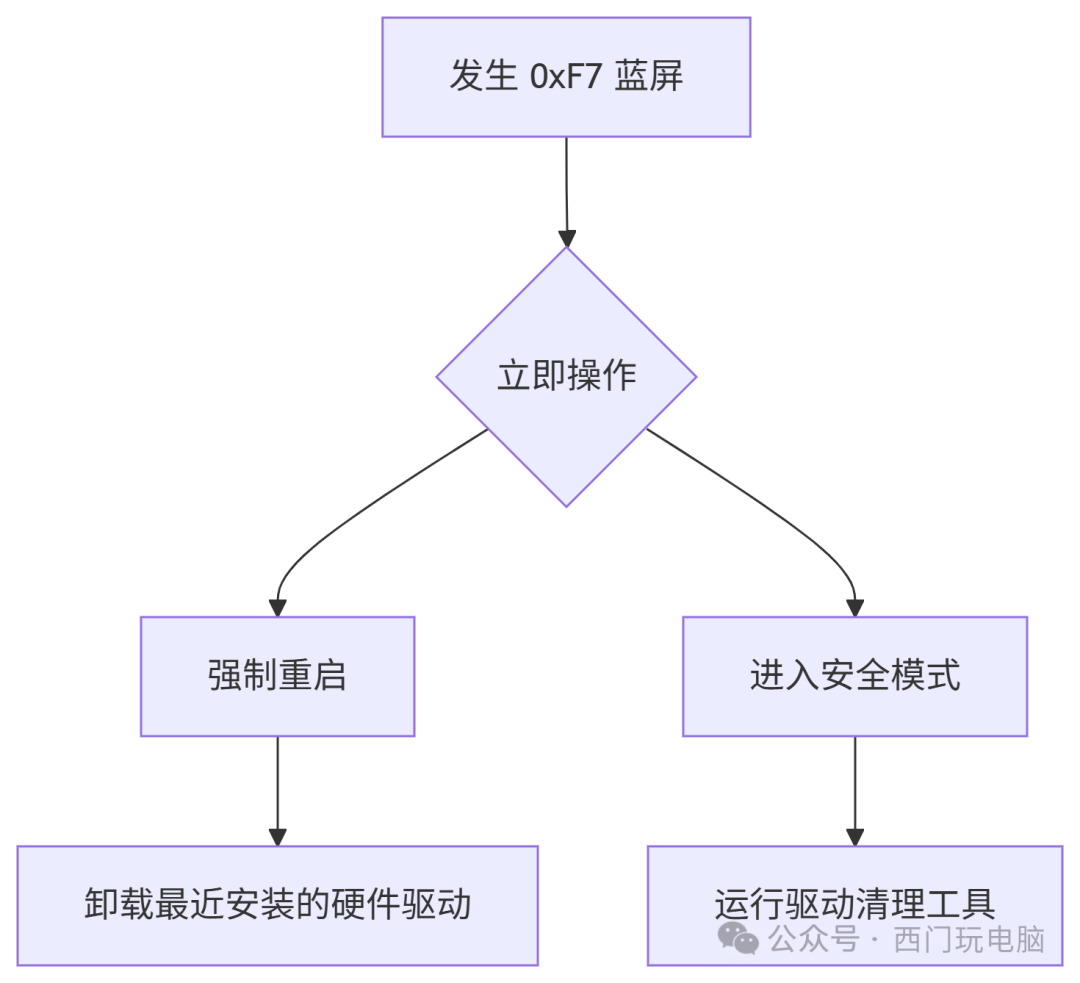 发生 0xF7 蓝屏
立即操作
强制重启
进入安全模式
卸载最近安装的硬件驱动
运行驱动清理工具
公众号 · 西门玩电脑